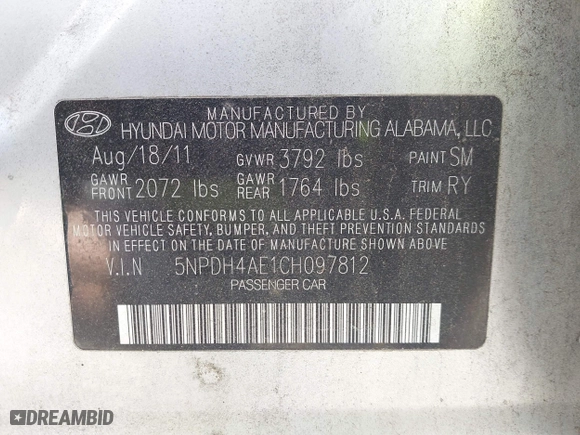 MANUFACTURED BY
HYUNDAI MOTOR MANUFACTURING ALABAMA, LLC
Aug/18/11 GVWR 3792 lbs PAINT SM
GAWR FRONT 2072 lbs GAWR REAR 1764 lbs TRIM RY
THIS VEHICLE CONFORMS TO ALL APPLICABLE U.S.A. FEDERAL
MOTOR VEHICLE SAFETY, BUMPER, AND THEFT PREVENTION STANDARDS
IN EFFECT ON THE DATE OF MANUFACTURE SHOWN ABOVE.
V.I.N 5NPDH4AE1CH097812
PASSENGER CAR
DREAMBID